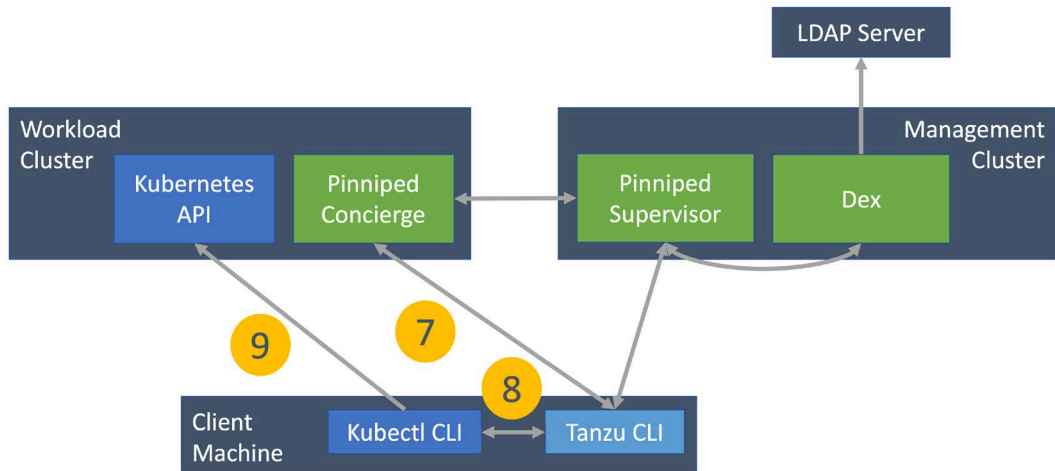 LDAP Server
Workload
Cluster
Kubernetes
API
Pinniped
Concierge
Management
Cluster
Pinniped
Supervisor
Dex
9
7
8
Client
Machine
Kubectl CLI
Tanzu CLI